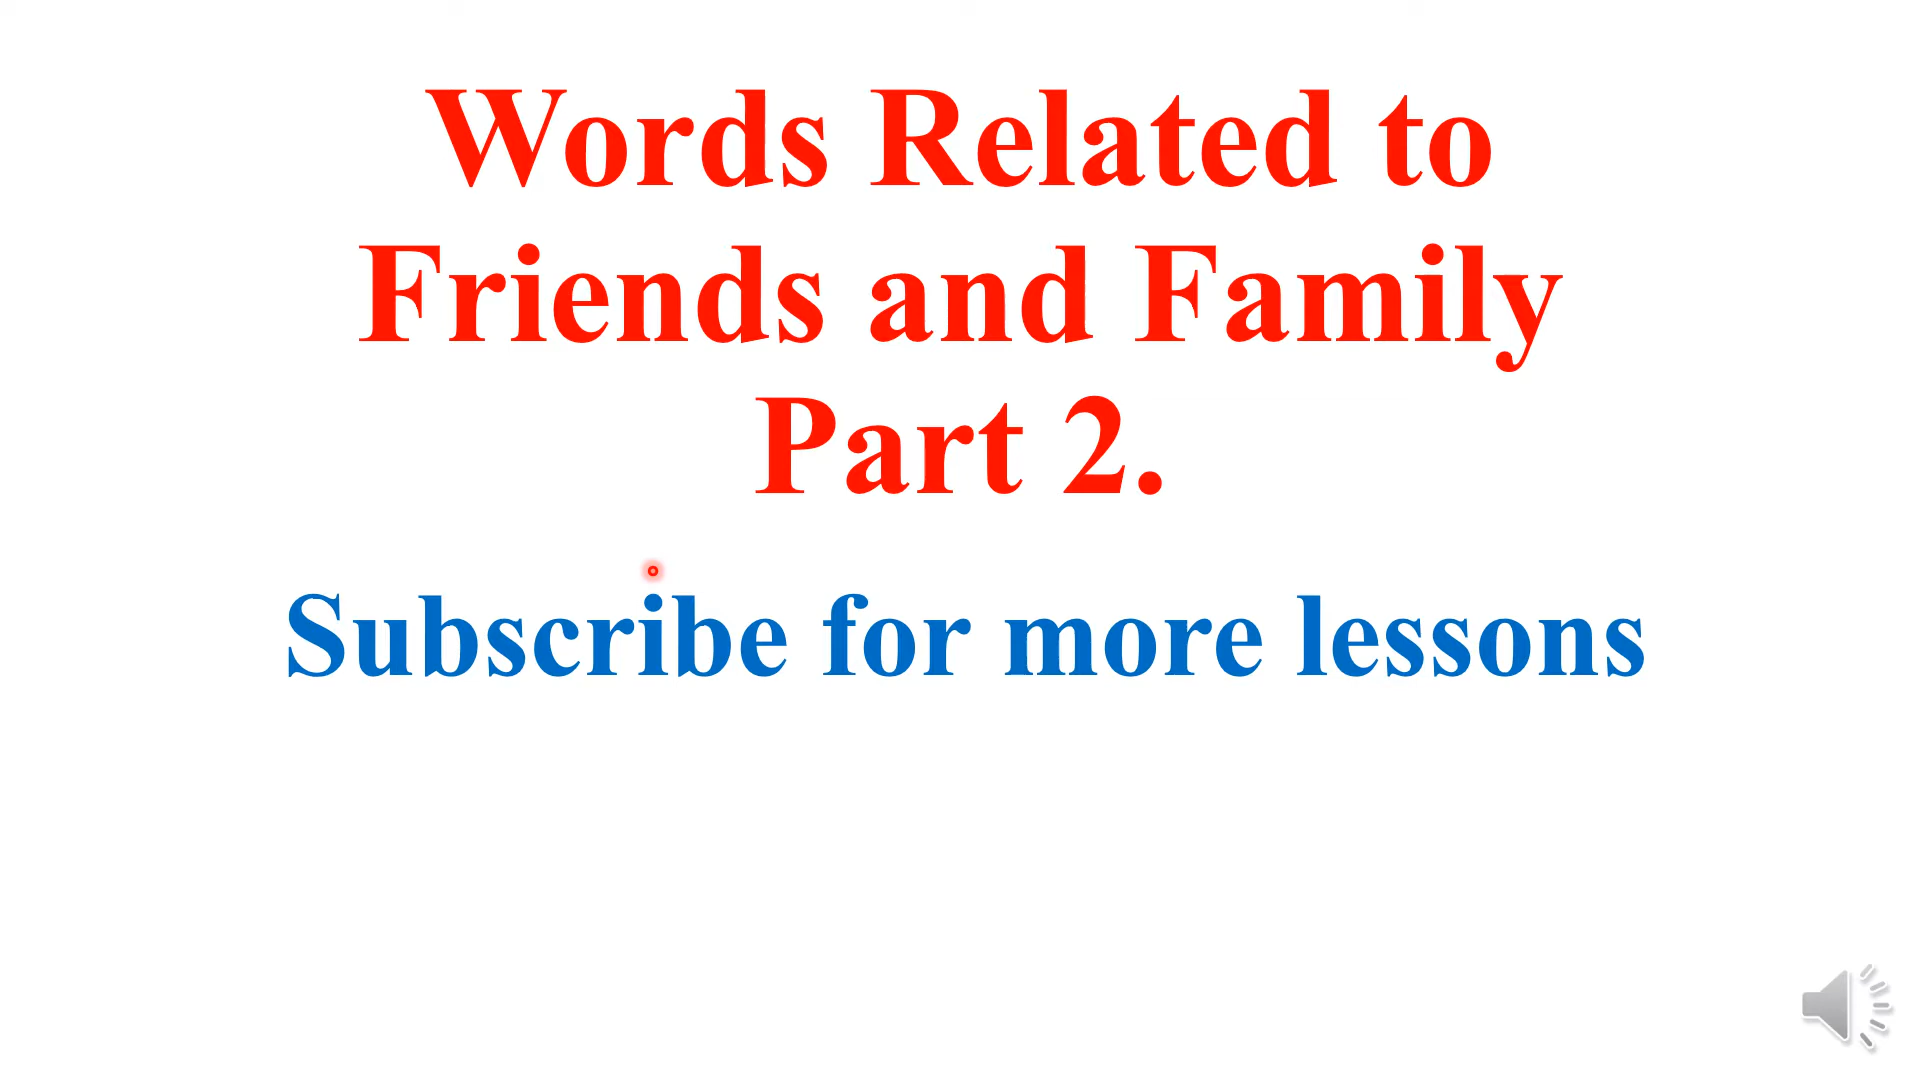 Words Related to
Friends and Family
Part 2.
Subscribe for more lessons